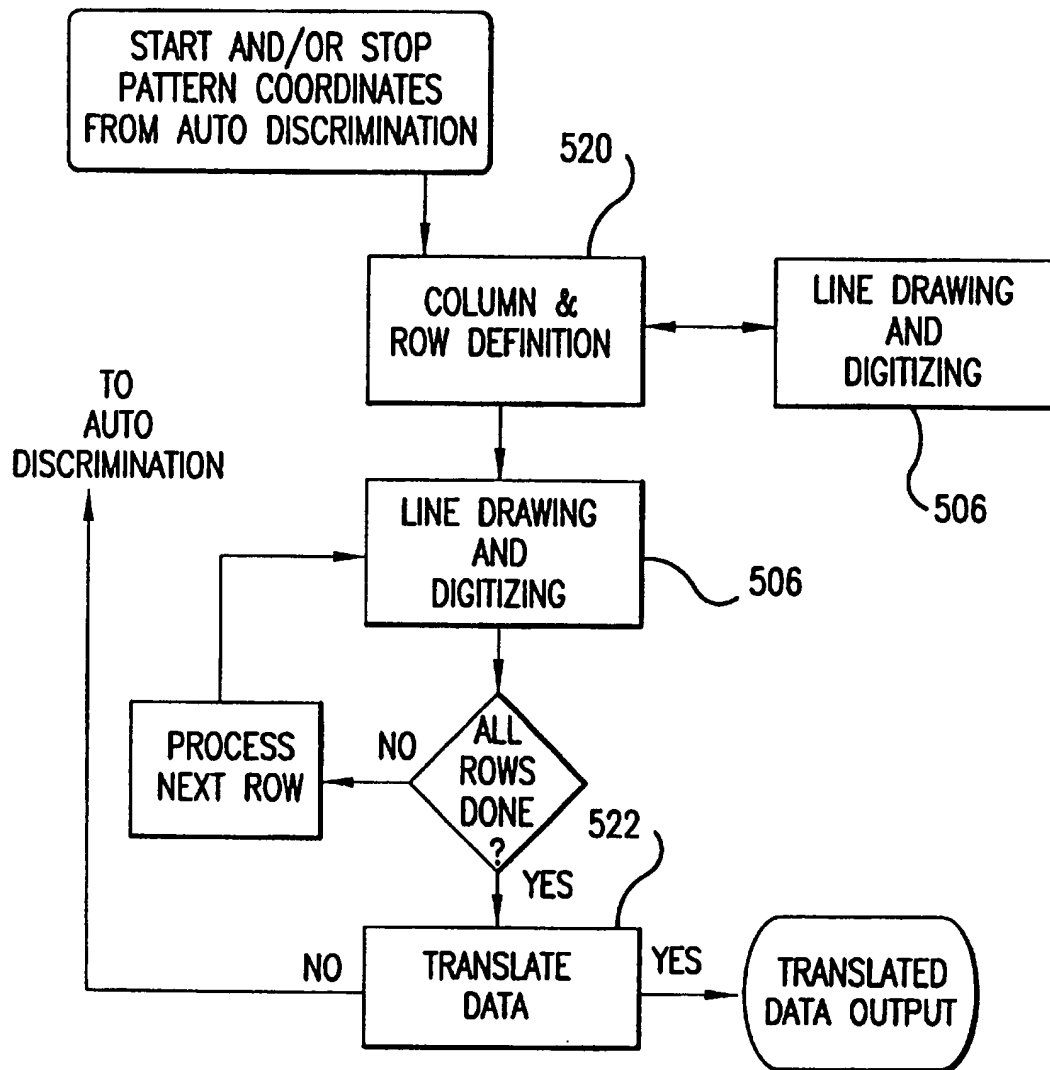 START AND/OR STOP
PATTERN COORDINATES
FROM AUTO DISCRIMINATION
520
COLUMN &
ROW DEFINITION
LINE DRAWING
AND
DIGITIZING
506
TO
AUTO
DISCRIMINATION
LINE DRAWING
AND
DIGITIZING
506
PROCESS
NEXT ROW
NO
ALL
ROWS
DONE
?
YES
522
NO
TRANSLATE
DATA
YES
TRANSLATED
DATA OUTPUT